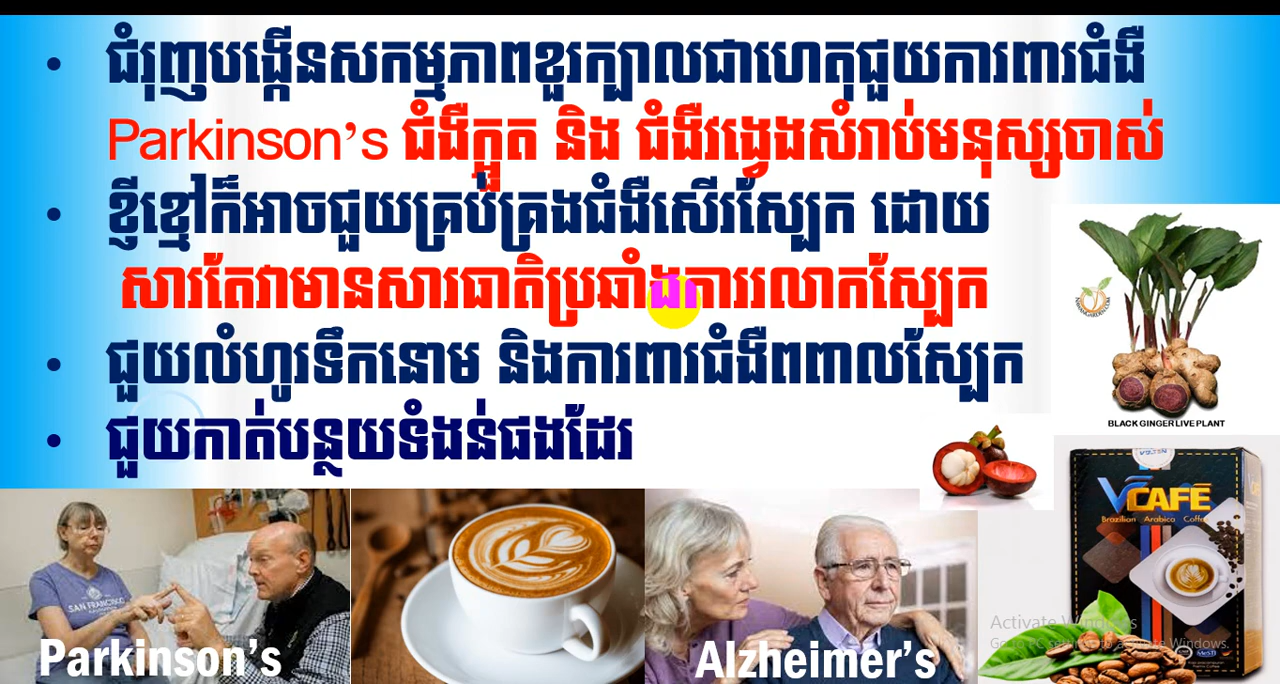 • ជំរុញបង្កើនសកម្មភាពខួរក្បាលជាហេតុជួយការពារជំងឺ
Parkinson's ជំងឺភ្លេត និង ជំងឺវង្វេងសំរាប់មនុស្សចាស់
• ខ្ញីខ្មៅក៏អាចជួយគ្រប់គ្រងជំងឺសើរស្បែក ដោយ
សារតែវាមានសារធាតិប្រឆាំងការរលាកស្បែក
• ជួយលំហូរទឹកនោម និងការពារជំងឺពពាលស្បែក
• ជួយកាត់បន្ថយទំងន់ផងដែរ
BLACK GINGER LIVE PLANT
VCAFÉ
Brazilian Arabica Coffee
SAN FRANCISCO
Parkinson's
Alzheimer's
Activate Windows